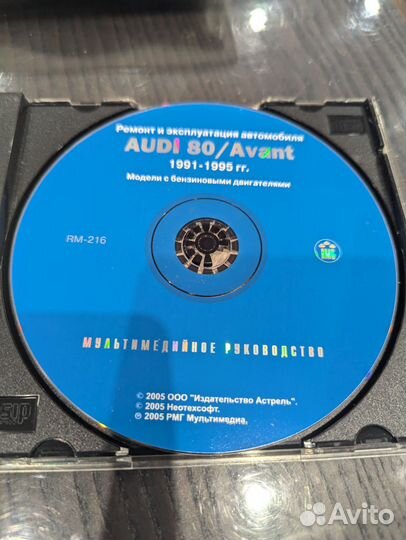 Ремонт и эксплуатация автомобиля
AUDI 80/Avant
1991-1995 гг.
Модели с бензиновыми двигателями
RM-216
МУЛЬТИМЕДИЙНОЕ РУКОВОДСТВО
© 2005 ООО "Издательство Астрель".
© 2005 Неотехсофт.
℗ 2005 РМГ Мультимедиа.
Avito